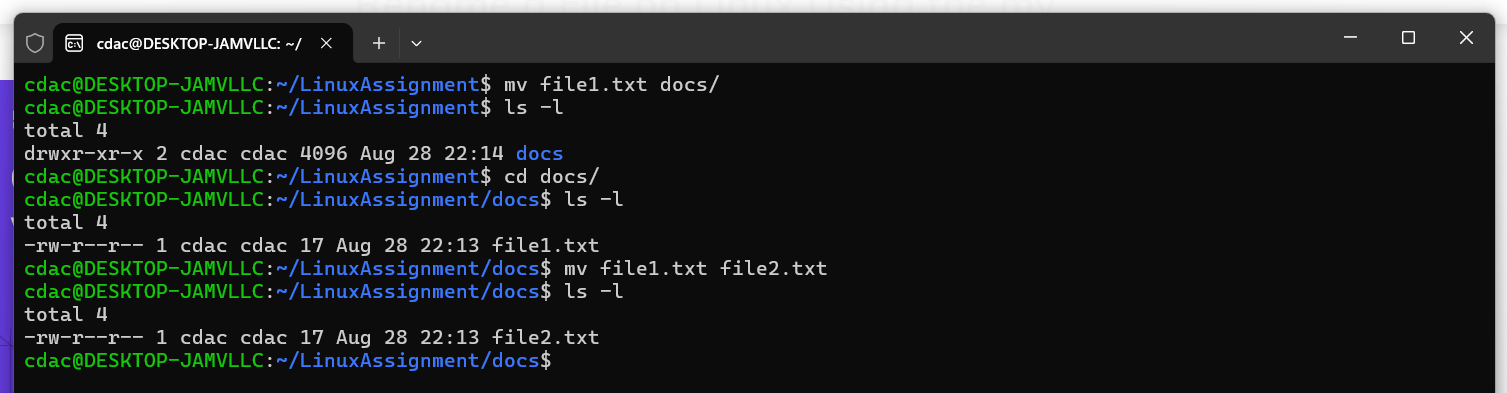 cdac@DESKTOP-JAMVLLC: ~/
cdac@DESKTOP-JAMVLLC:~/LinuxAssignment$ mv file1.txt docs/
cdac@DESKTOP-JAMVLLC:~/LinuxAssignment$ ls -l
total 4
drwxr-xr-x 2 cdac cdac 4096 Aug 28 22:14 docs
cdac@DESKTOP-JAMVLLC:~/LinuxAssignment$ cd docs/
cdac@DESKTOP-JAMVLLC:~/LinuxAssignment/docs$ ls -l
total 4
-rw-r--r-- 1 cdac cdac 17 Aug 28 22:13 file1.txt
cdac@DESKTOP-JAMVLLC:~/LinuxAssignment/docs$ mv file1.txt file2.txt
cdac@DESKTOP-JAMVLLC:~/LinuxAssignment/docs$ ls -l
total 4
-rw-r--r-- 1 cdac cdac 17 Aug 28 22:13 file2.txt
cdac@DESKTOP-JAMVLLC:~/LinuxAssignment/docs$